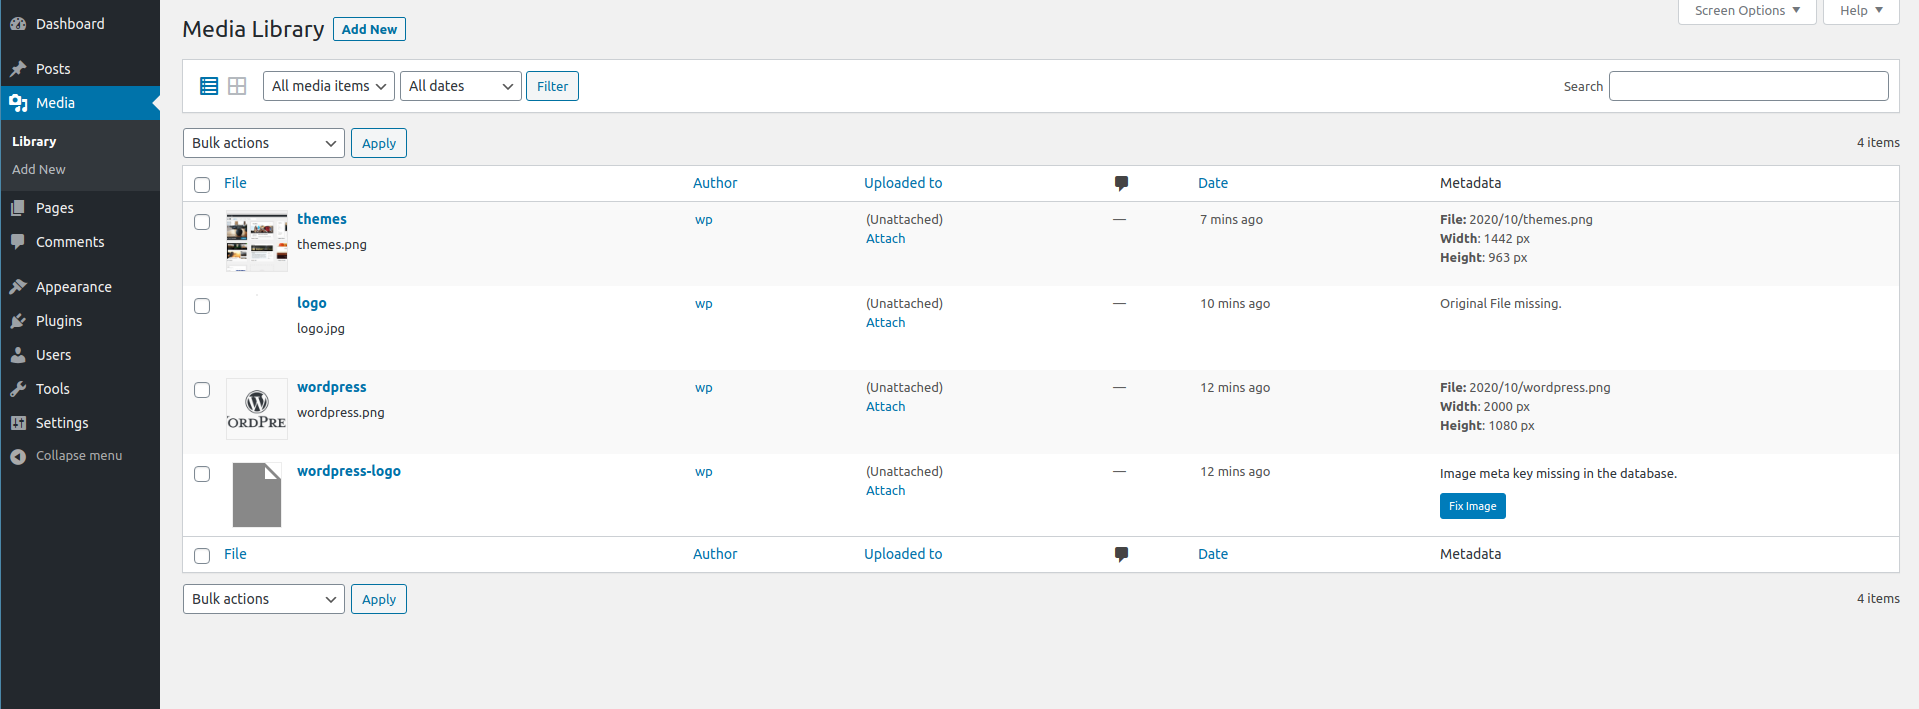 Dashboard
Posts
Media
Library
Add New
Pages
Comments
Appearance
Plugins
Users
Tools
Settings
Collapse menu
Screen Options
Help
Media Library
Add New
All media items
All dates
Filter
Search
Bulk actions
Apply
4 items
File Author Uploaded to Date Metadata
themes wp (Unattached) — 7 mins ago File: 2020/10/themes.png
themes.png Attach Width: 1442 px
Height: 963 px
logo wp (Unattached) — 10 mins ago Original File missing.
logo.jpg Attach
wordpress wp (Unattached) — 12 mins ago File: 2020/10/wordpress.png
wordpress.png Attach Width: 2000 px
Height: 1080 px
ORDPRE
wordpress-logo wp (Unattached) — 12 mins ago Image meta key missing in the database.
Attach
Fix Image
File Author Uploaded to Date Metadata
Bulk actions
Apply
4 items